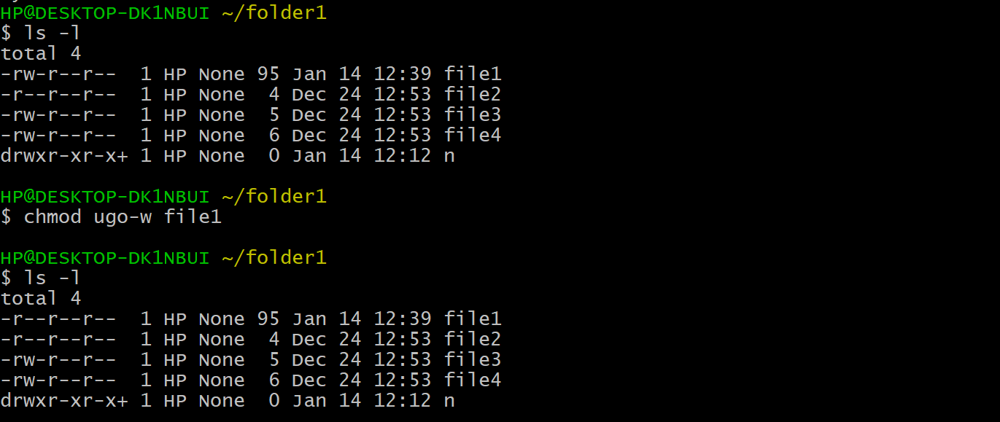 HP@DESKTOP-DK1NBUI ~/folder1
$ ls -l
total 4
-rw-r--r--  1 HP None 95 Jan 14 12:39 file1
-r--r--r--  1 HP None  4 Dec 24 12:53 file2
-rw-r--r--  1 HP None  5 Dec 24 12:53 file3
-rw-r--r--  1 HP None  6 Dec 24 12:53 file4
drwxr-xr-x+ 1 HP None  0 Jan 14 12:12 n
HP@DESKTOP-DK1NBUI ~/folder1
$ chmod ugo-w file1
HP@DESKTOP-DK1NBUI ~/folder1
$ ls -l
total 4
-r--r--r--  1 HP None 95 Jan 14 12:39 file1
-r--r--r--  1 HP None  4 Dec 24 12:53 file2
-rw-r--r--  1 HP None  5 Dec 24 12:53 file3
-rw-r--r--  1 HP None  6 Dec 24 12:53 file4
drwxr-xr-x+ 1 HP None  0 Jan 14 12:12 n